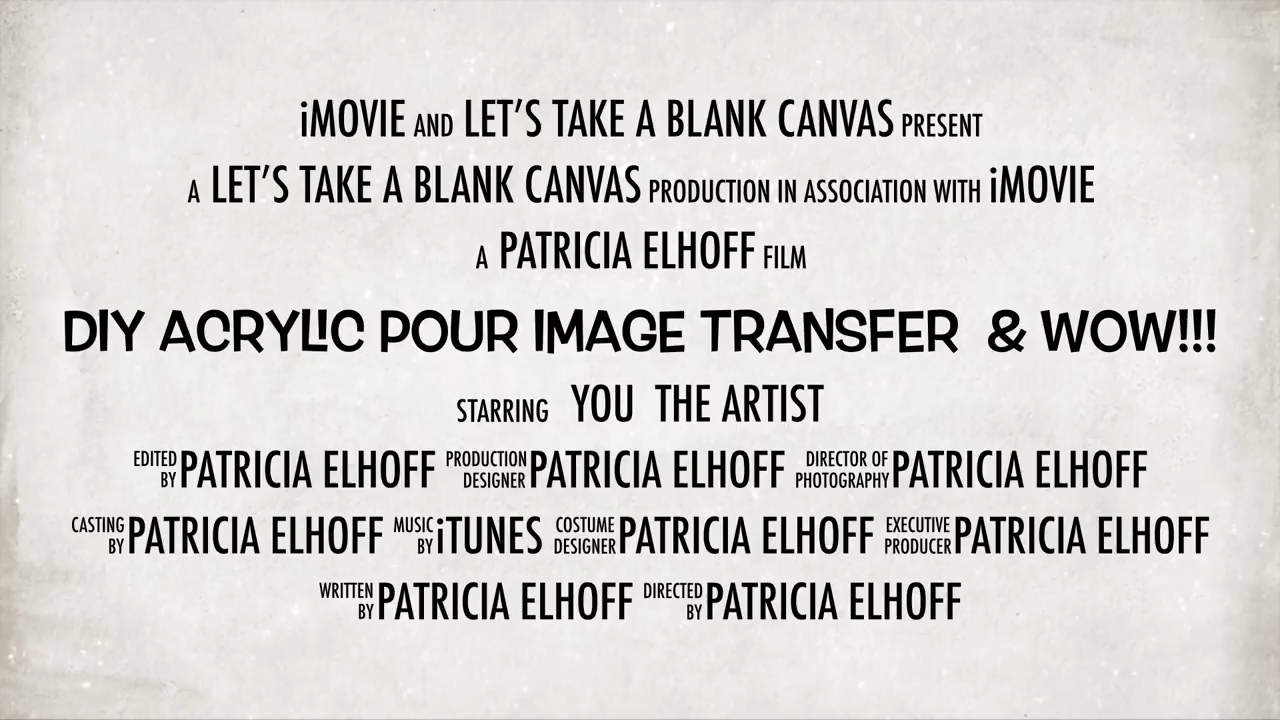 iMOVIE AND LET'S TAKE A BLANK CANVAS PRESENT
A LET'S TAKE A BLANK CANVAS PRODUCTION IN ASSOCIATION WITH iMOVIE
A PATRICIA ELHOFF FILM
DIY ACRYLIC POUR IMAGE TRANSFER & WOW!!!
STARRING YOU THE ARTIST
EDITED BY PATRICIA ELHOFF PRODUCTION DESIGNER PATRICIA ELHOFF DIRECTOR OF PHOTOGRAPHY PATRICIA ELHOFF
CASTING BY PATRICIA ELHOFF MUSIC BY iTUNES COSTUME DESIGNER PATRICIA ELHOFF EXECUTIVE PRODUCER PATRICIA ELHOFF
WRITTEN BY PATRICIA ELHOFF DIRECTED BY PATRICIA ELHOFF